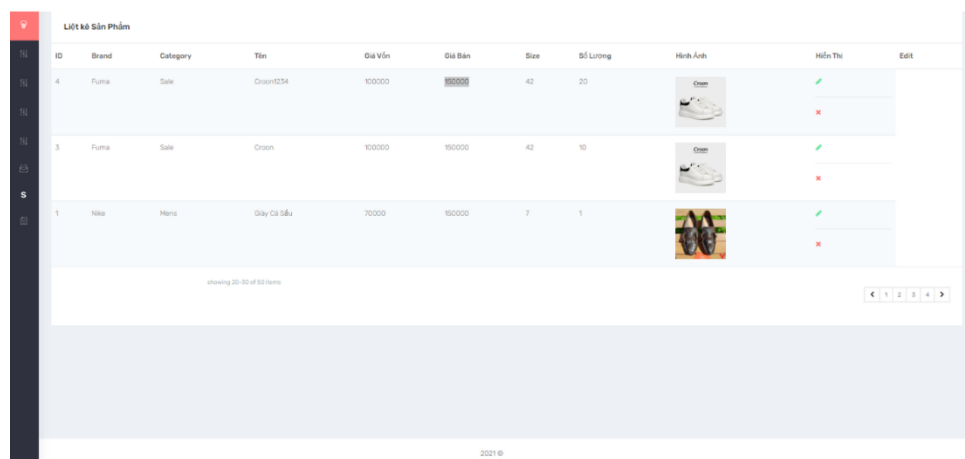 Liệt kê Sản Phẩm
ID Brand Category Tên Giá Vốn Giá Bán Size Số Lượng Hình Ảnh Hiển Thị Edit
4 Fuma Sale Croon1234 100000 150000 42 20
Croon
3 Fuma Sale Croon 100000 150000 42 10
Croon
S
1 Nike Mens Giày Cá Sấu 70000 150000 7 1
showing 20-30 of 50 items
1 2 3 4
2021 ©